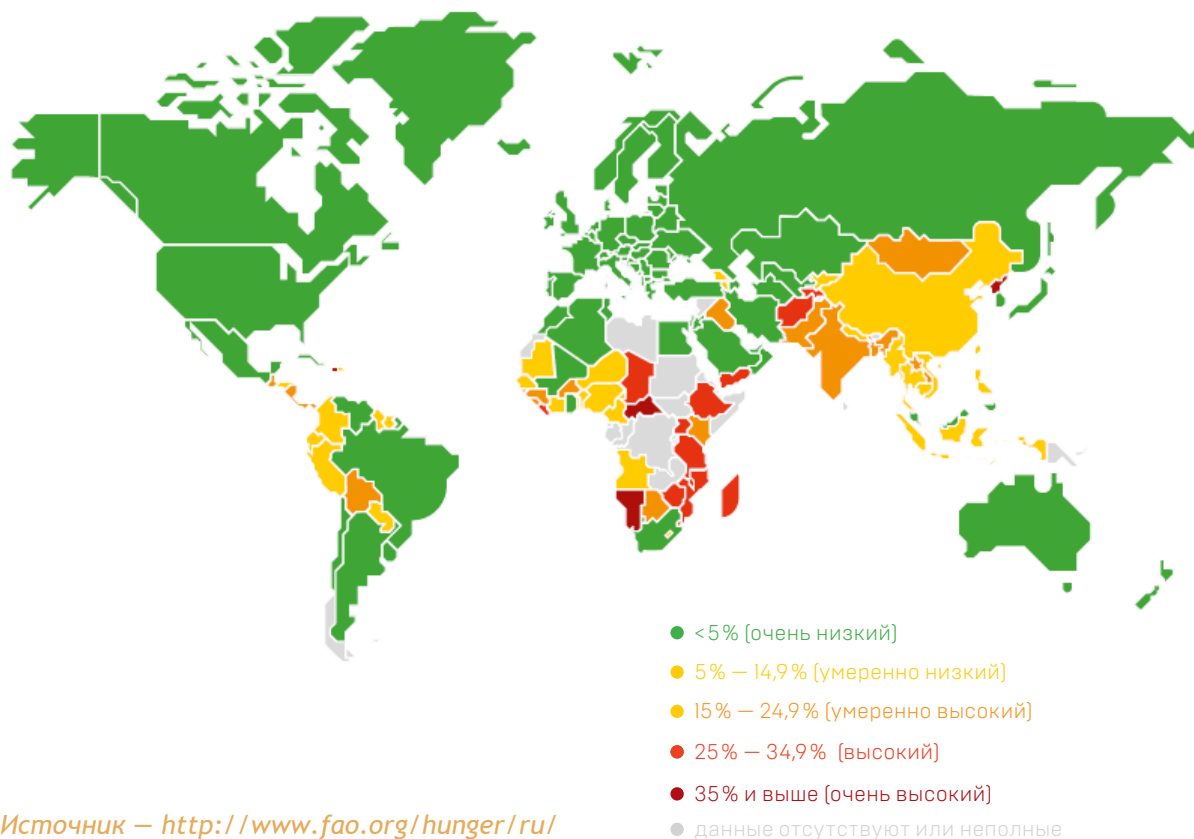 <5% (очень низкий)
5% — 14,9% (умеренно низкий)
15% — 24,9% (умеренно высокий)
25% — 34,9% (высокий)
35% и выше (очень высокий)
данные отсутствуют или неполные
Источник — http://www.fao.org/hunger/ru/